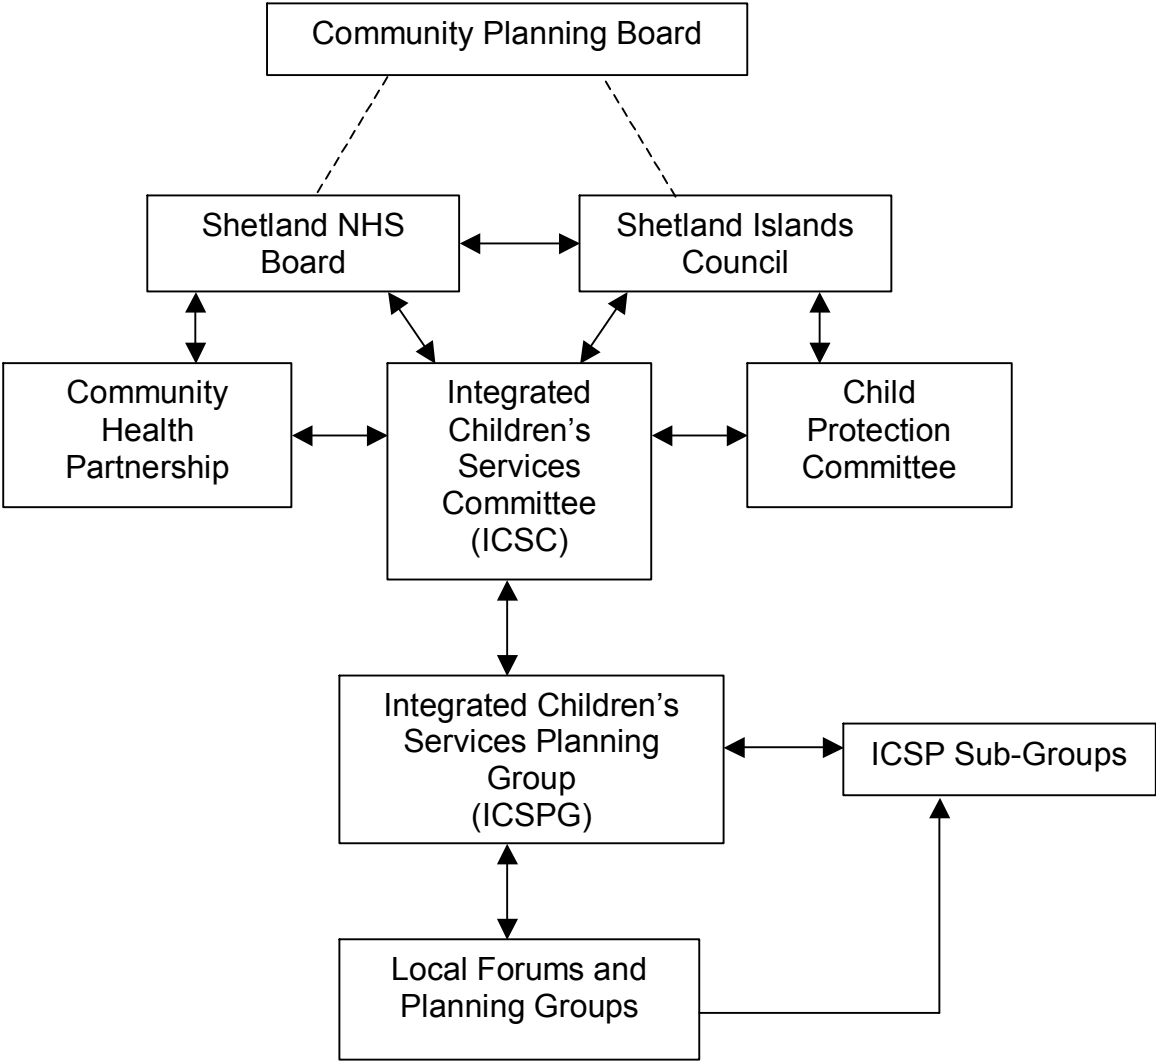 Community Planning Board
Shetland NHS
Board
Shetland Islands
Council
Community
Health
Partnership
Integrated
Children’s
Services
Committee
(ICSC)
Child
Protection
Committee
Integrated Children’s
Services Planning
Group
(ICSPG)
ICSP Sub-Groups
Local Forums and
Planning Groups